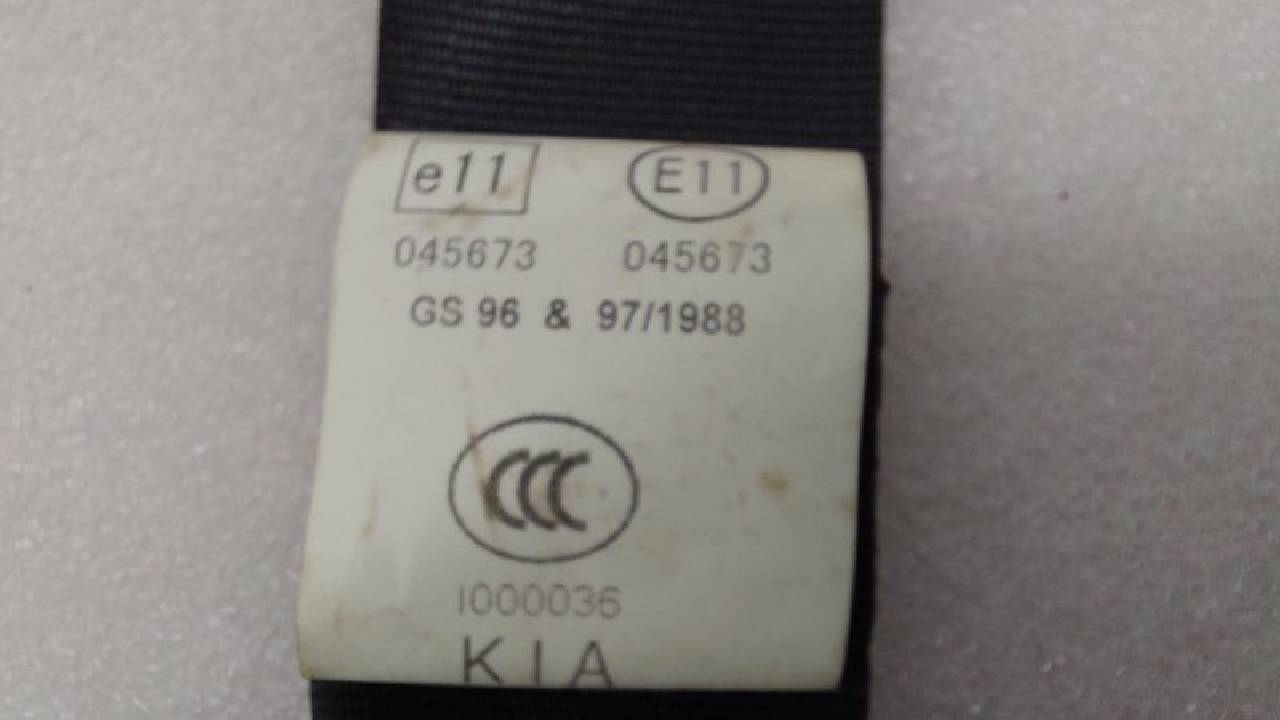 e11 E11
045673 045673
GS 96 & 97/1988
CCC
I000036
KIA